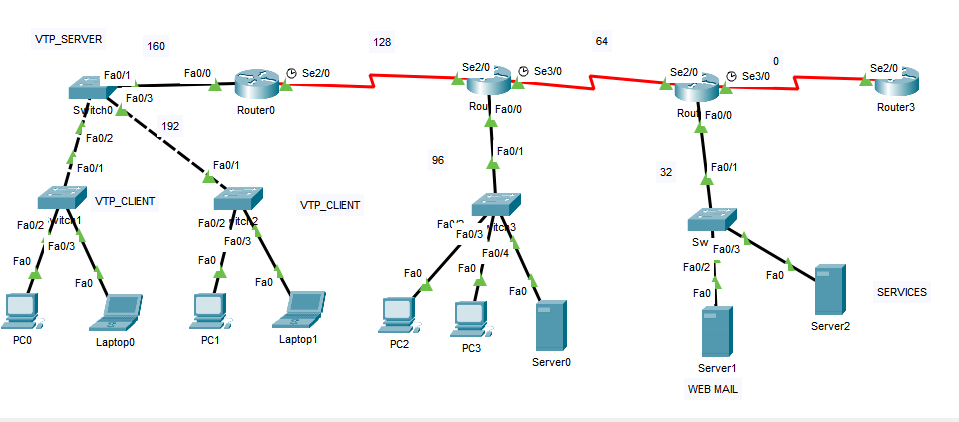 VTP_SERVER
160
128
64
0
Fa0/1
Fa0/0
Se2/0
Se2/0
Se3/0
Se2/0
Se3/0
Se2/0
Fa0/3
Switch0
Router0
Rout
Fa0/0
Rout
Fa0/0
Router3
Fa0/2
192
Fa0/1
Fa0/1
96
Fa0/1
32
Fa0/1
VTP_CLIENT
VTP_CLIENT
SERVICES
Fa0/2
Fa0/3
Fa0/2
Fa0/3
Fa0/3
Fa0/4
Sw
Fa0/3
Fa0/2
Fa0
Fa0
Fa0
Fa0
Fa0
Fa0
Fa0
Fa0
Fa0
PC0
Laptop0
PC1
Laptop1
PC2
PC3
Server0
Server1
Server2
WEB MAIL